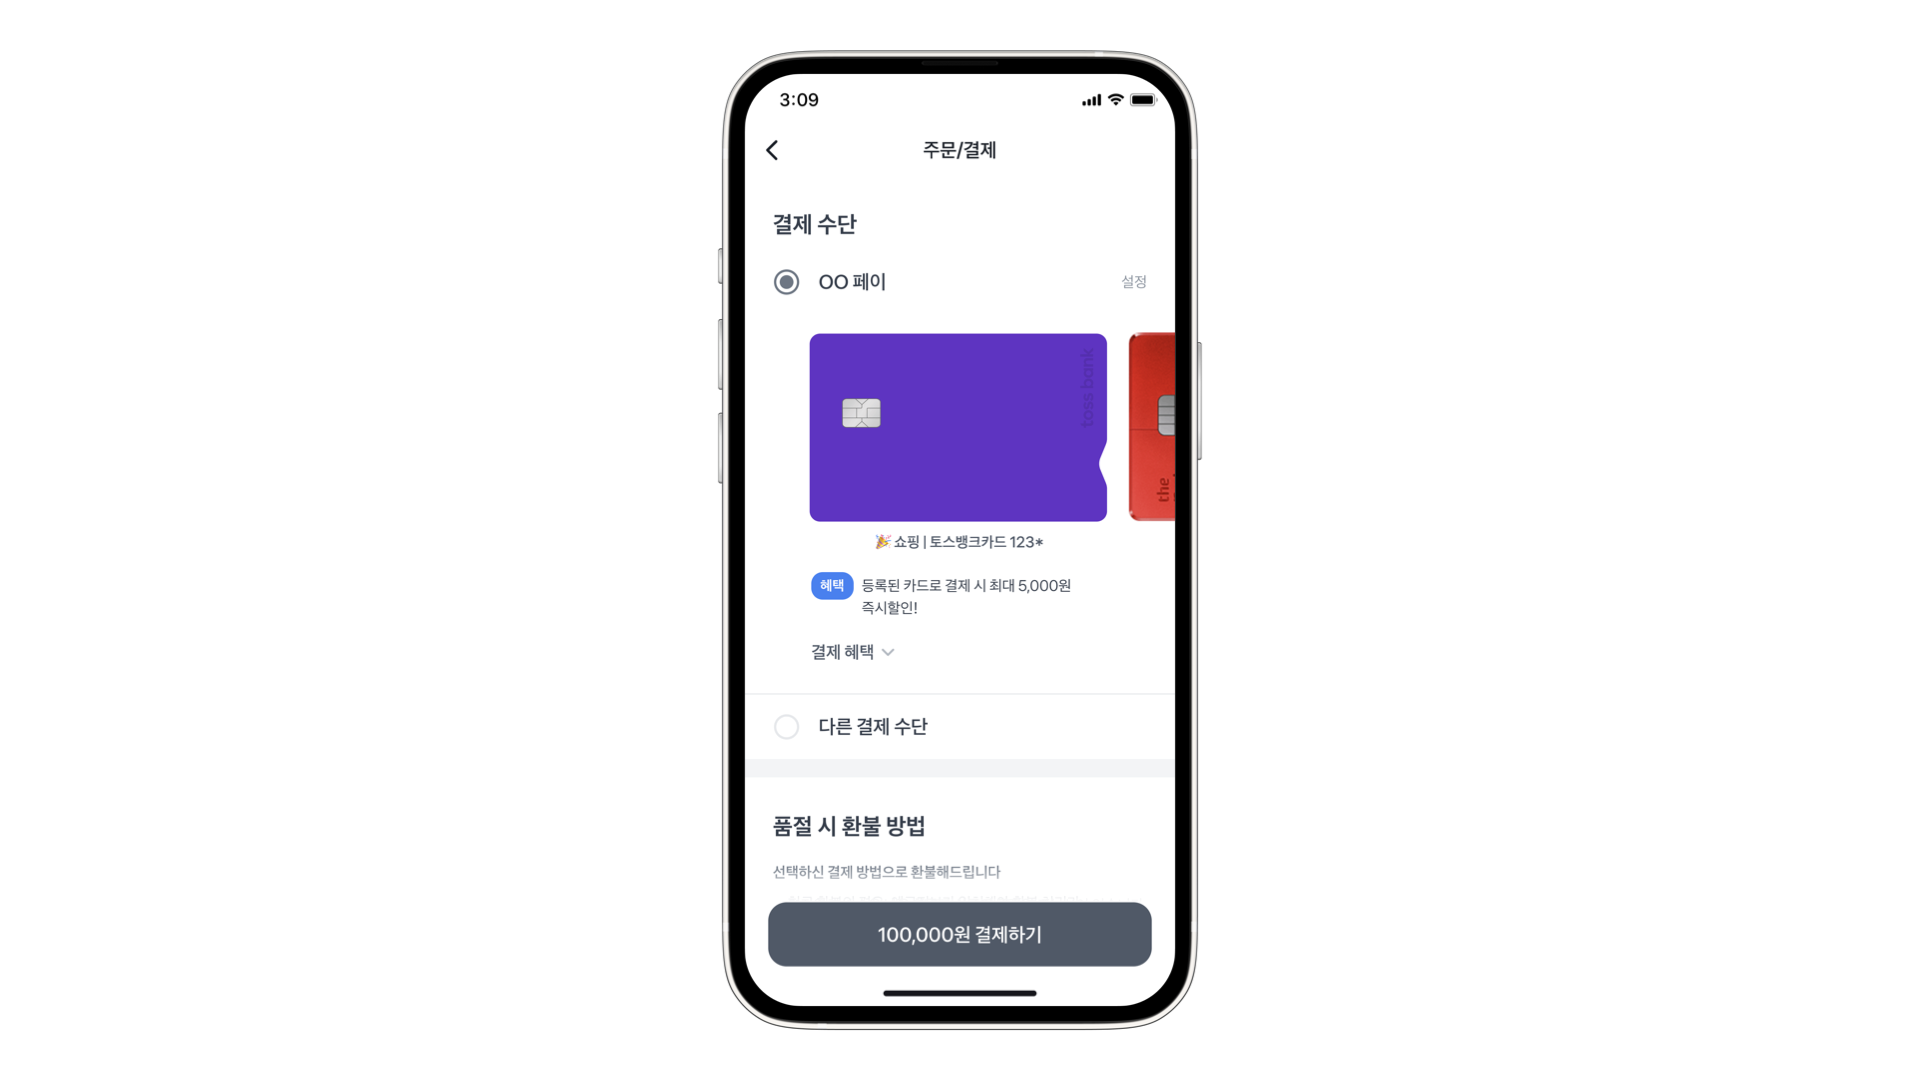 3:09
주문/결제
결제 수단
OO 페이
설정
toss bank
the
🎉 쇼핑 | 토스뱅크카드 123*
혜택
등록된 카드로 결제 시 최대 5,000원
즉시할인!
결제 혜택
다른 결제 수단
품절 시 환불 방법
선택하신 결제 방법으로 환불해드립니다
100,000원 결제하기